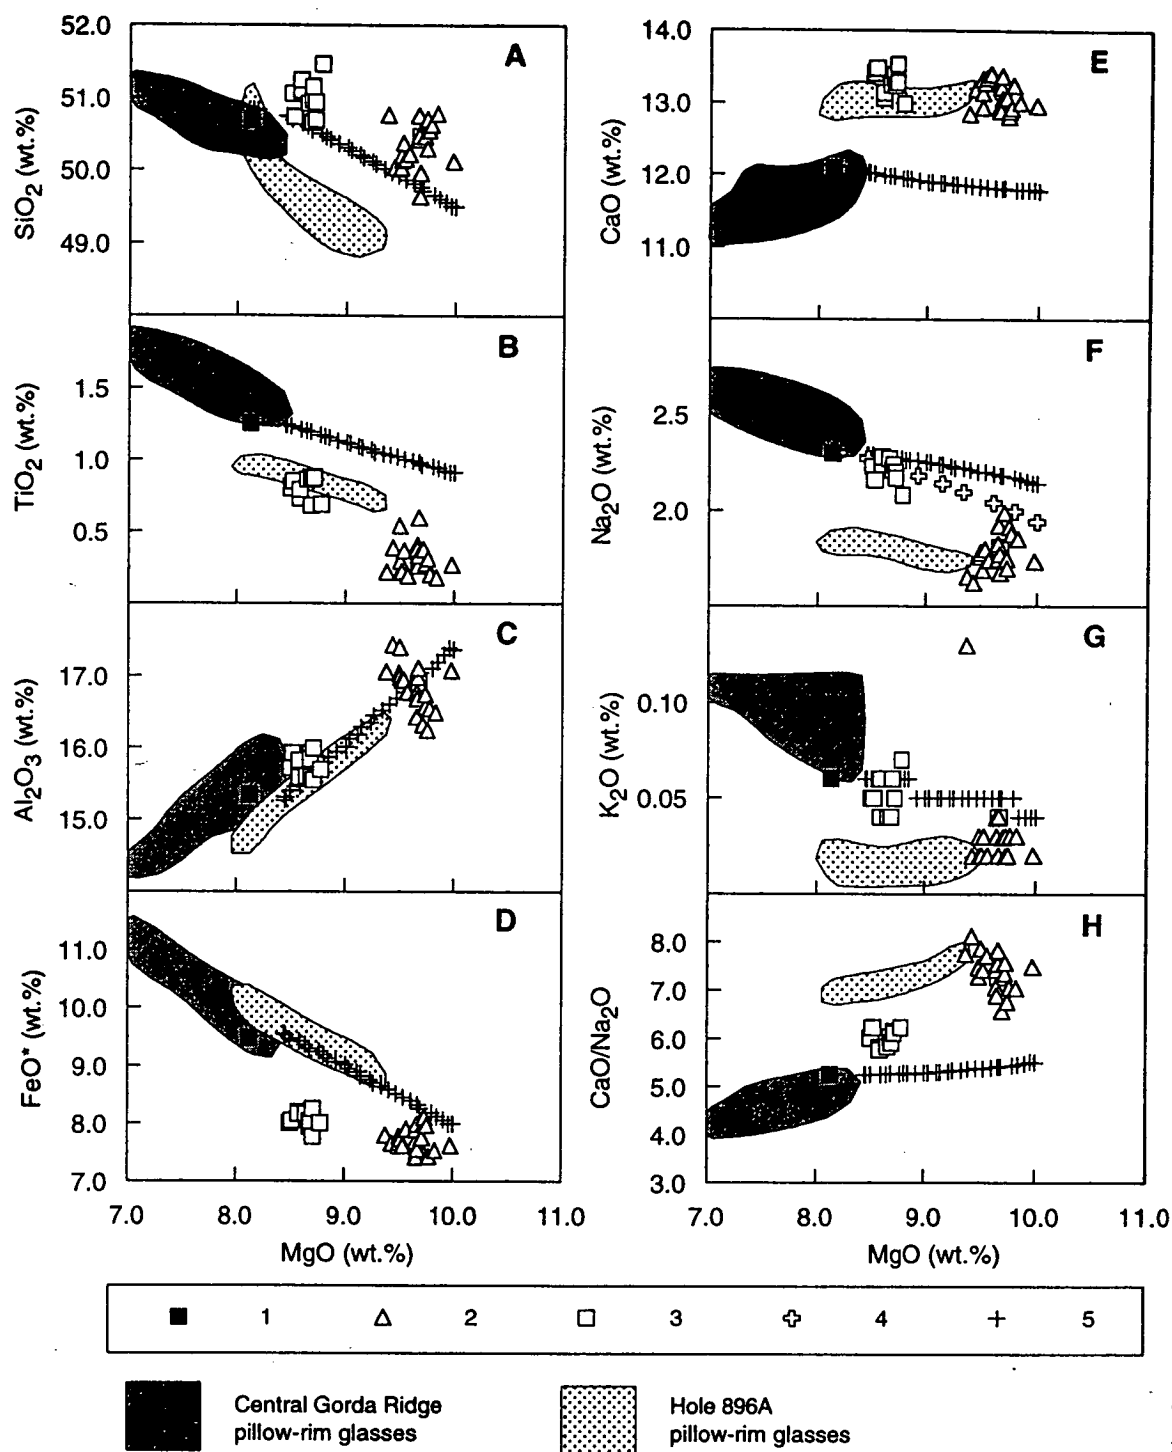 A
52.0
51.0
50.0
49.0
SiO2 (wt.%)
B
1.5
1.0
0.5
TiO2 (wt.%)
C
17.0
16.0
15.0
Al2O3 (wt.%)
D
11.0
10.0
9.0
8.0
7.0
FeO* (wt.%)
7.0 8.0 9.0 10.0 11.0
MgO (wt.%)
E
14.0
13.0
12.0
11.0
CaO (wt.%)
F
2.5
2.0
Na2O (wt.%)
G
0.10
0.05
K2O (wt.%)
H
8.0
7.0
6.0
5.0
4.0
3.0
CaO/Na2O
7.0 8.0 9.0 10.0 11.0
MgO (wt.%)
1 2 3 4 5
Central Gorda Ridge
pillow-rim glasses
Hole 896A
pillow-rim glasses